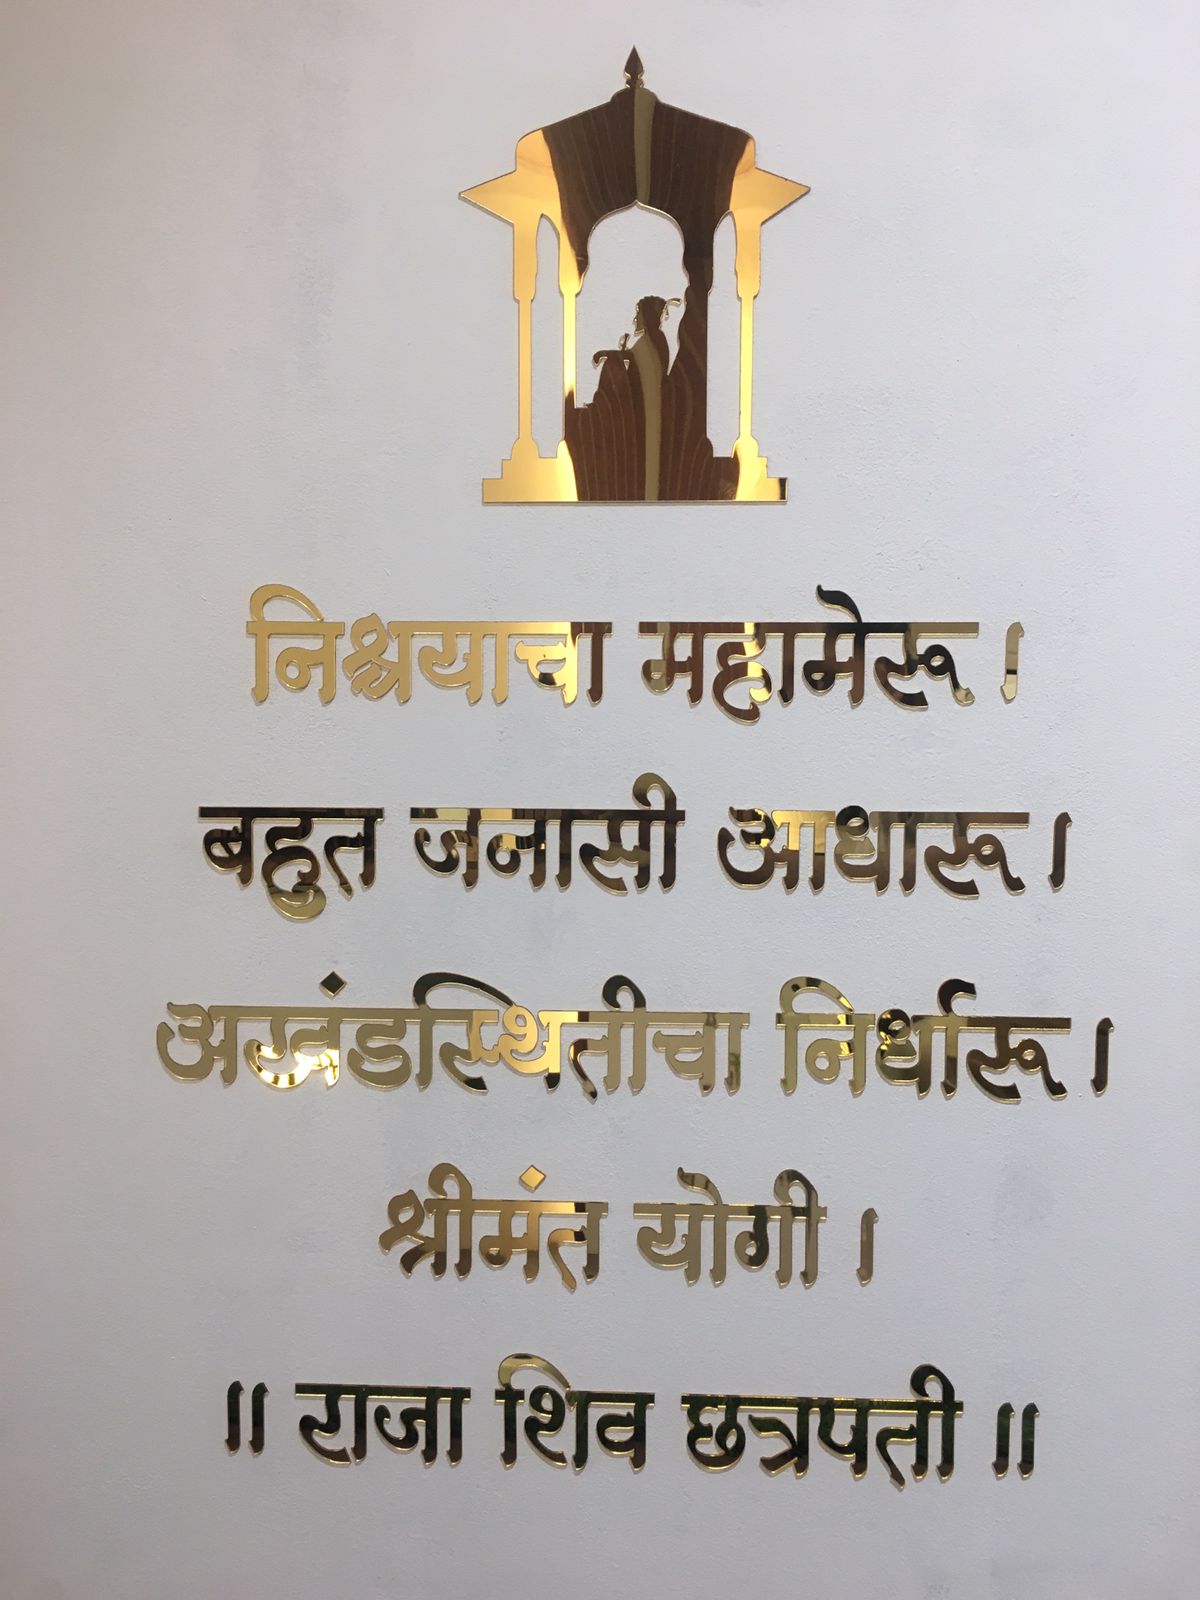 निश्चयाचा महामेरू ।
बहुत जनासी आधारू ।
अखंडस्थितीचा निर्धारू ।
श्रीमंत योगी ।
॥ राजा शिव छत्रपती ॥